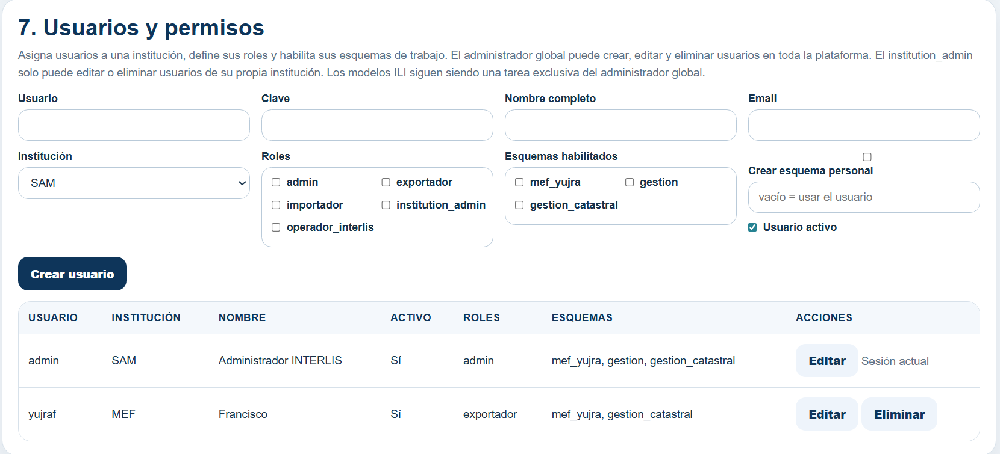 7. Usuarios y permisos
Asigna usuarios a una institución, define sus roles y habilita sus esquemas de trabajo. El administrador global puede crear, editar y eliminar usuarios en toda la plataforma. El institution_admin
solo puede editar o eliminar usuarios de su propia institución. Los modelos ILI siguen siendo una tarea exclusiva del administrador global.
Usuario Clave Nombre completo Email
Institución Roles Esquemas habilitados
Crear esquema personal
SAM admin exportador mef_yujra gestion
vacío = usar el usuario
importador institution_admin gestion_catastral
operador_interlis Usuario activo
Crear usuario
USUARIO INSTITUCIÓN NOMBRE ACTIVO ROLES ESQUEMAS ACCIONES
admin SAM Administrador INTERLIS Sí admin mef_yujra, gestion, gestion_catastral Editar Sesión actual
yujraf MEF Francisco Sí exportador mef_yujra, gestion_catastral Editar Eliminar